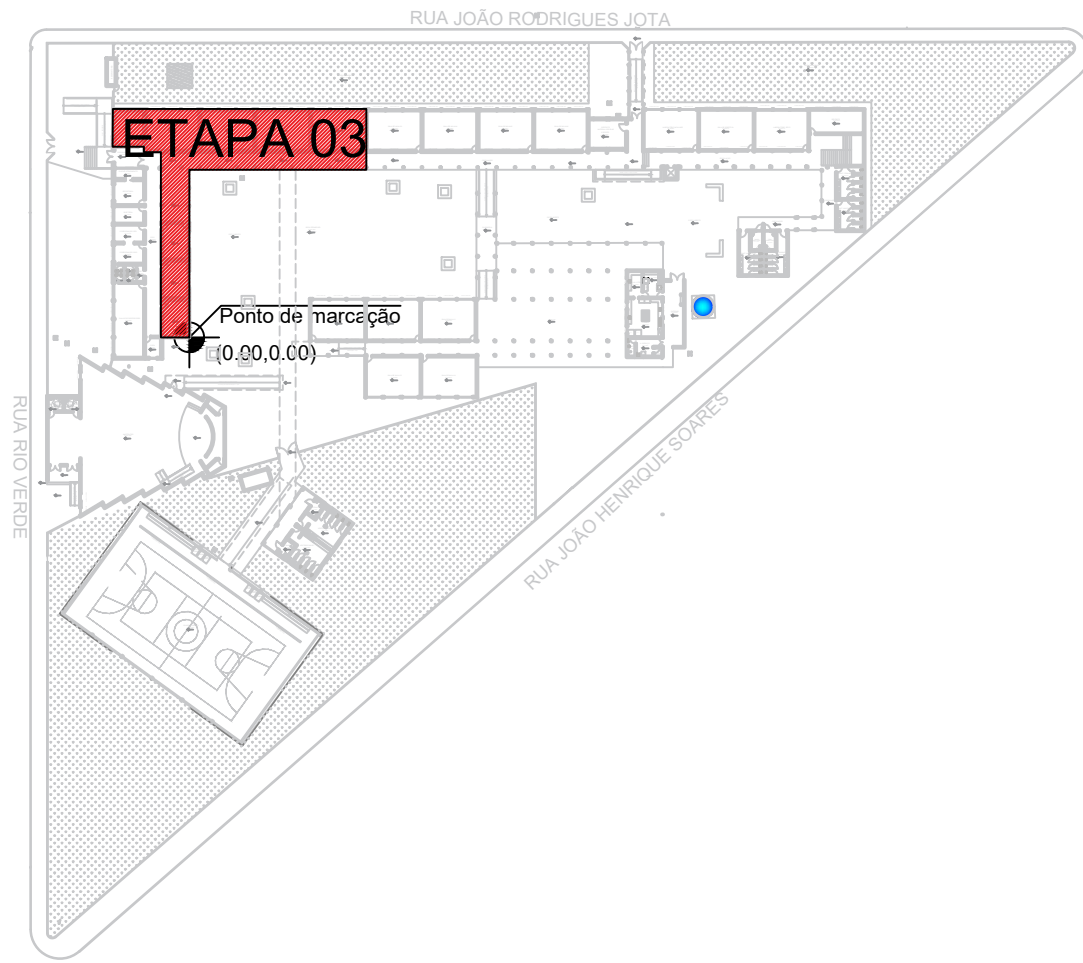 RUA JOÃO RODRIGUES JOTA
ETAPA 03
Ponto de marcação
(0.00,0.00)
RUA RIO VERDE
RUA JOÃO HENRIQUE SOARES